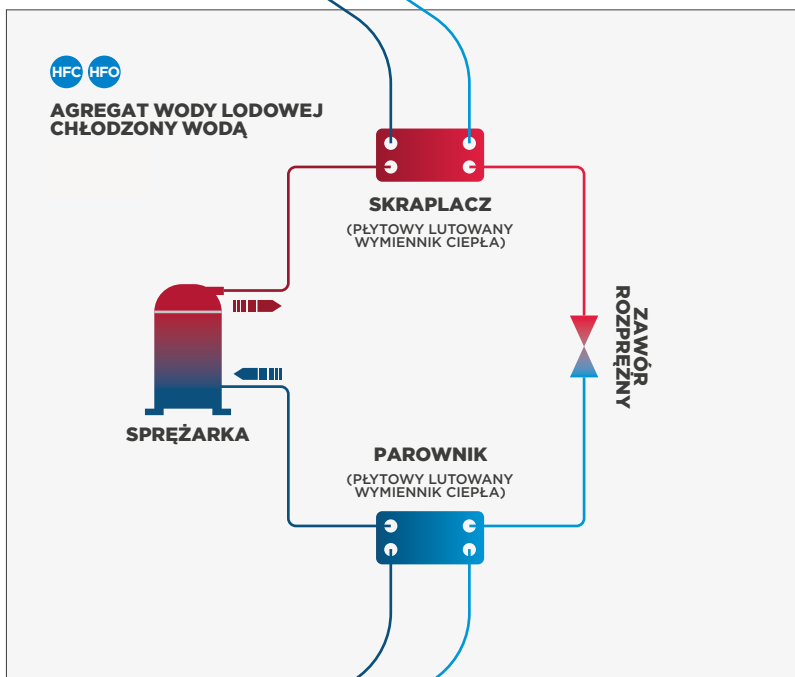 HFC HFO
AGREGAT WODY LODOWEJ
CHŁODZONY WODĄ
SKRAPLACZ
(PŁYTOWY LUTOWANY
WYMIENNIK CIEPŁA)
ZAWÓR
ROZPRĘŻNY
SPRĘŻARKA
PAROWNIK
(PŁYTOWY LUTOWANY
WYMIENNIK CIEPŁA)